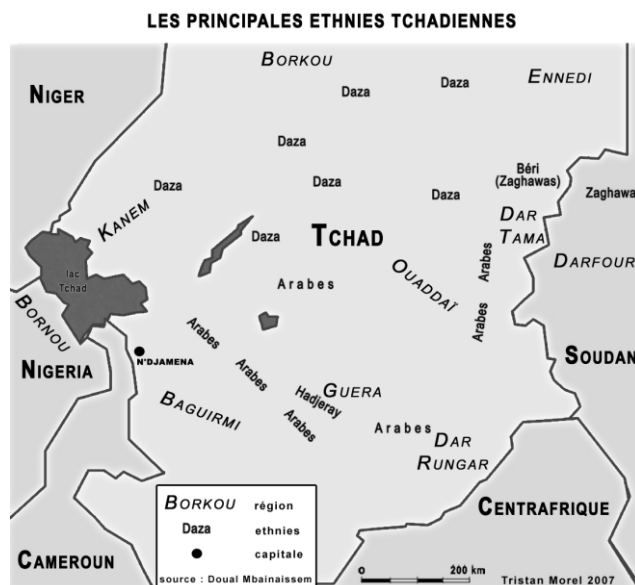 LES PRINCIPALES ETHNIES TCHADIENNES
BORKOU
ENNEDI
NIGER
Daza
Daza
Daza
Daza
Béri
(Zaghawas)
Zaghawa
Daza
Daza
Daza
KANEM
DAR
TAMA
Daza
TCHAD
Arabes
OUADDAÏ
DARFOUR
lac
Tchad
Arabes
Arabes
BORNOU
Arabes
N'DJAMENA
SOUDAN
NIGERIA
Arabes
GUERA
Hadjeray
BAGUIRMI
Arabes
Arabes
DAR
RUNGAR
CENTRAFRIQUE
BORKOU région
Daza ethnies
capitale
source : Doual Mbainaissem
CAMEROUN
0 200 km
Tristan Morel 2007